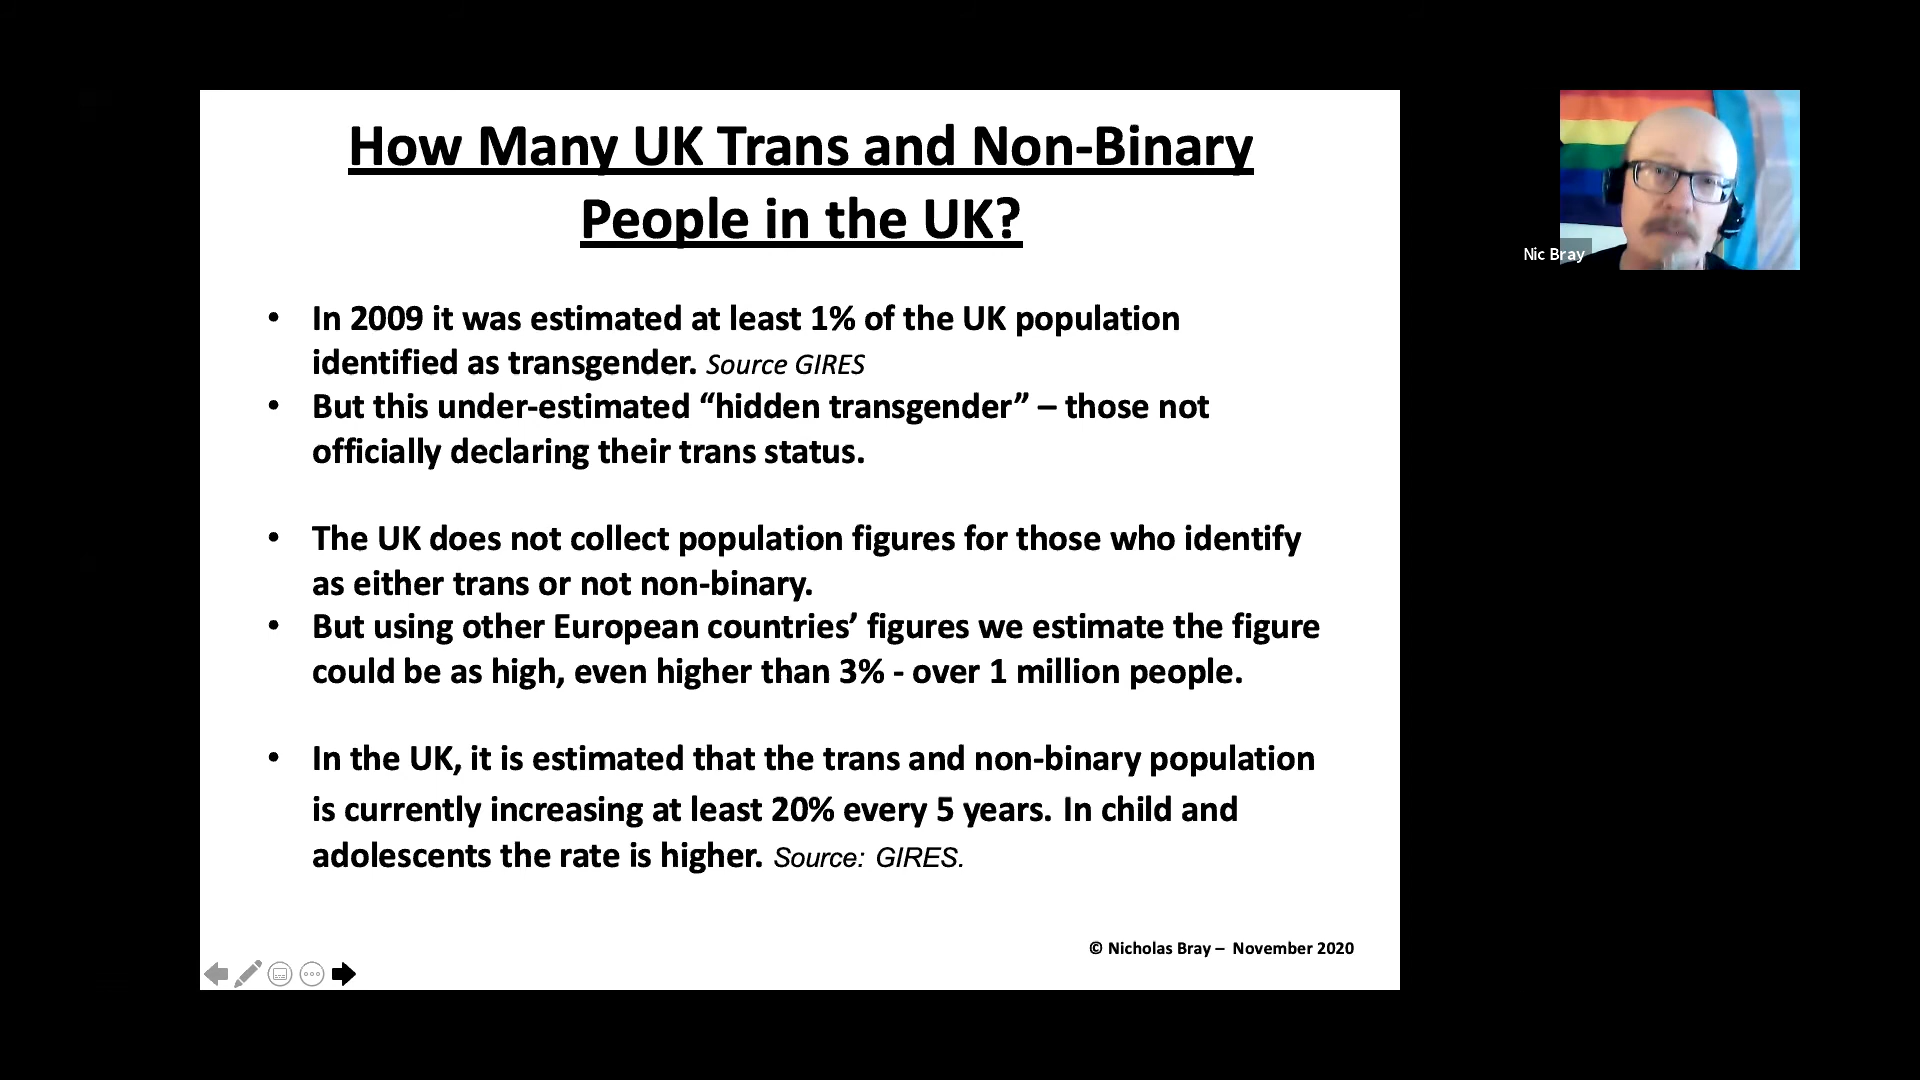 How Many UK Trans and Non-Binary
People in the UK?
• In 2009 it was estimated at least 1% of the UK population
identified as transgender. Source GIRES
• But this under-estimated “hidden transgender” – those not
officially declaring their trans status.
• The UK does not collect population figures for those who identify
as either trans or not non-binary.
• But using other European countries’ figures we estimate the figure
could be as high, even higher than 3% - over 1 million people.
• In the UK, it is estimated that the trans and non-binary population
is currently increasing at least 20% every 5 years. In child and
adolescents the rate is higher. Source: GIRES.
© Nicholas Bray – November 2020
Nic Bray